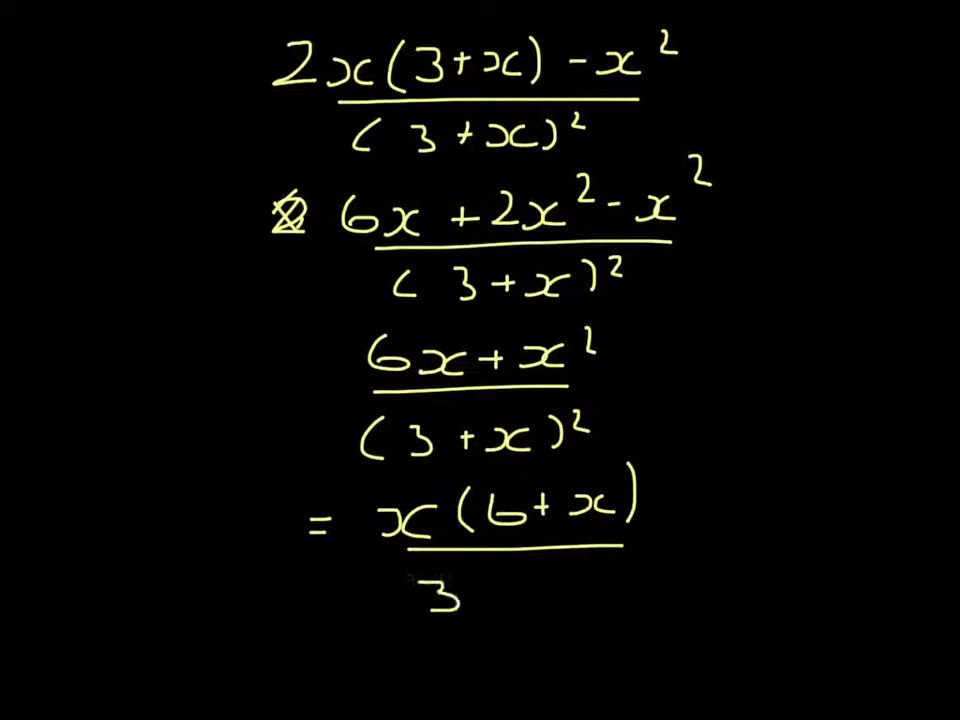 2x(3+x) -x²
(3+x)²
6x +2x² -x²
(3+x)²
6x+x²
(3+x)²
= x(6+x)
3